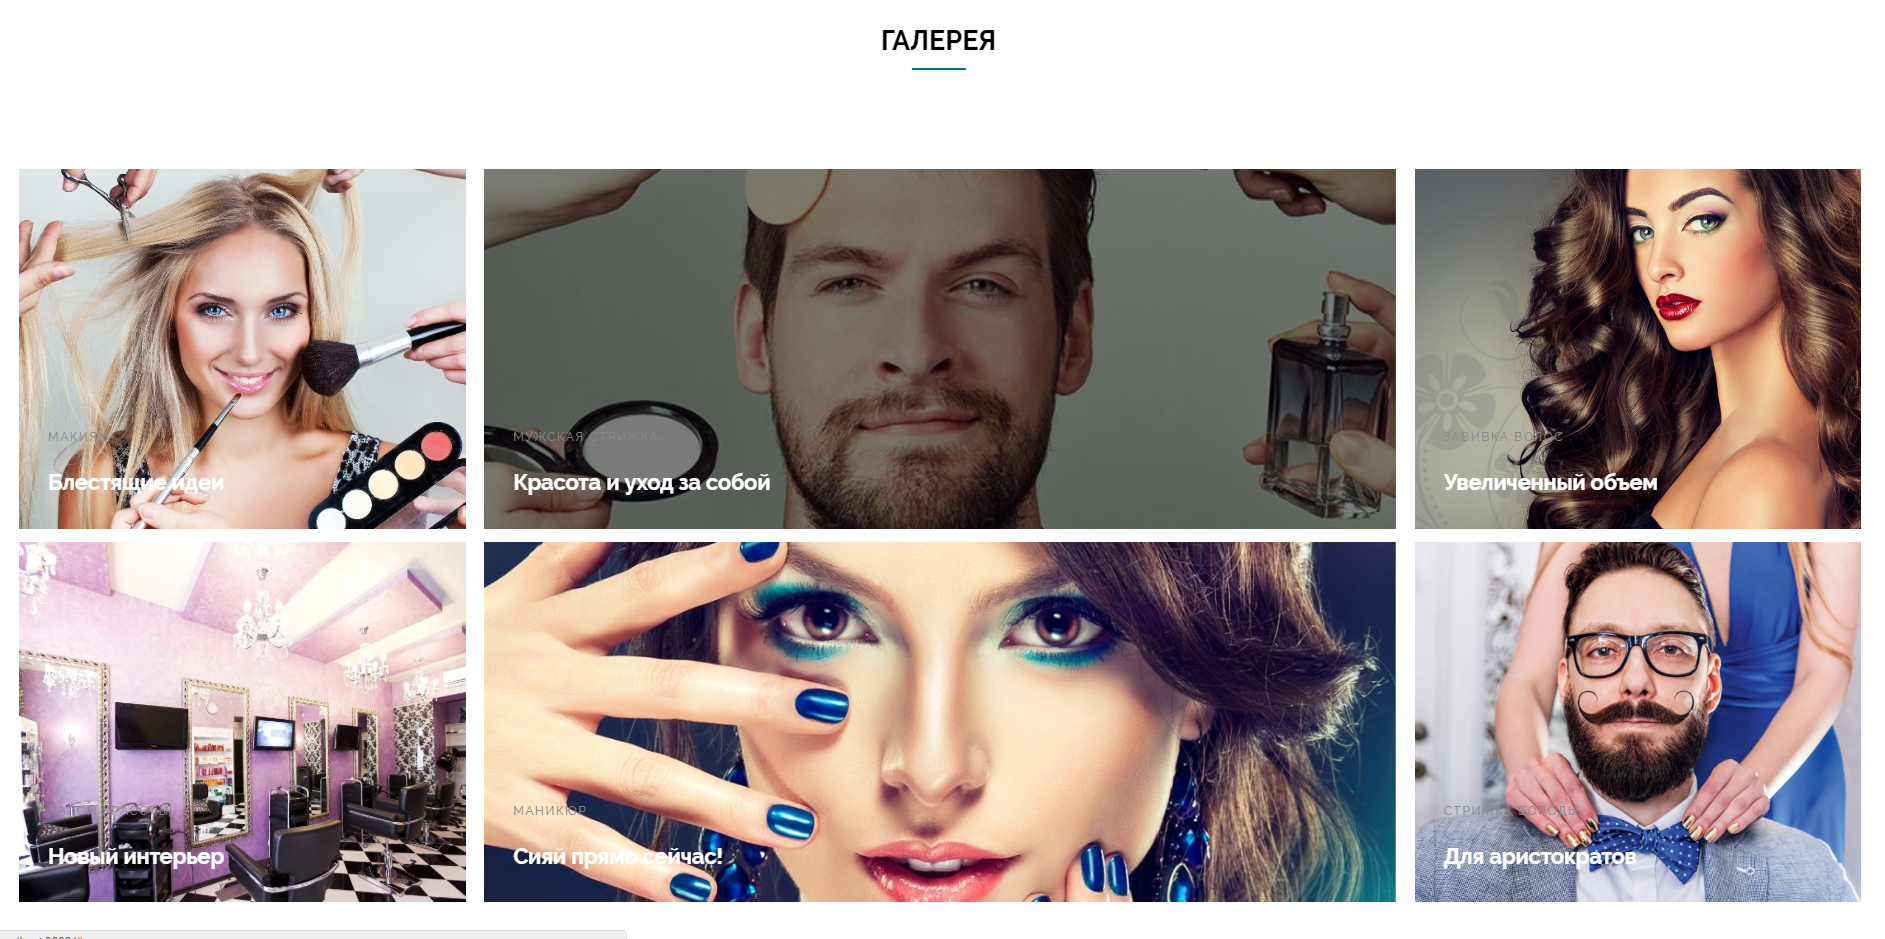 ГАЛЕРЕЯ
МАКИЯЖ
Блестящие идеи
МУЖСКАЯ СТРИЖКА
Красота и уход за собой
ЗАВИВКА ВОЛОС
Увеличенный объем
Новый интерьер
МАНИКЮР
Сияй прямо сейчас!
СТРИЖКА БОРОДЫ
Для аристократов